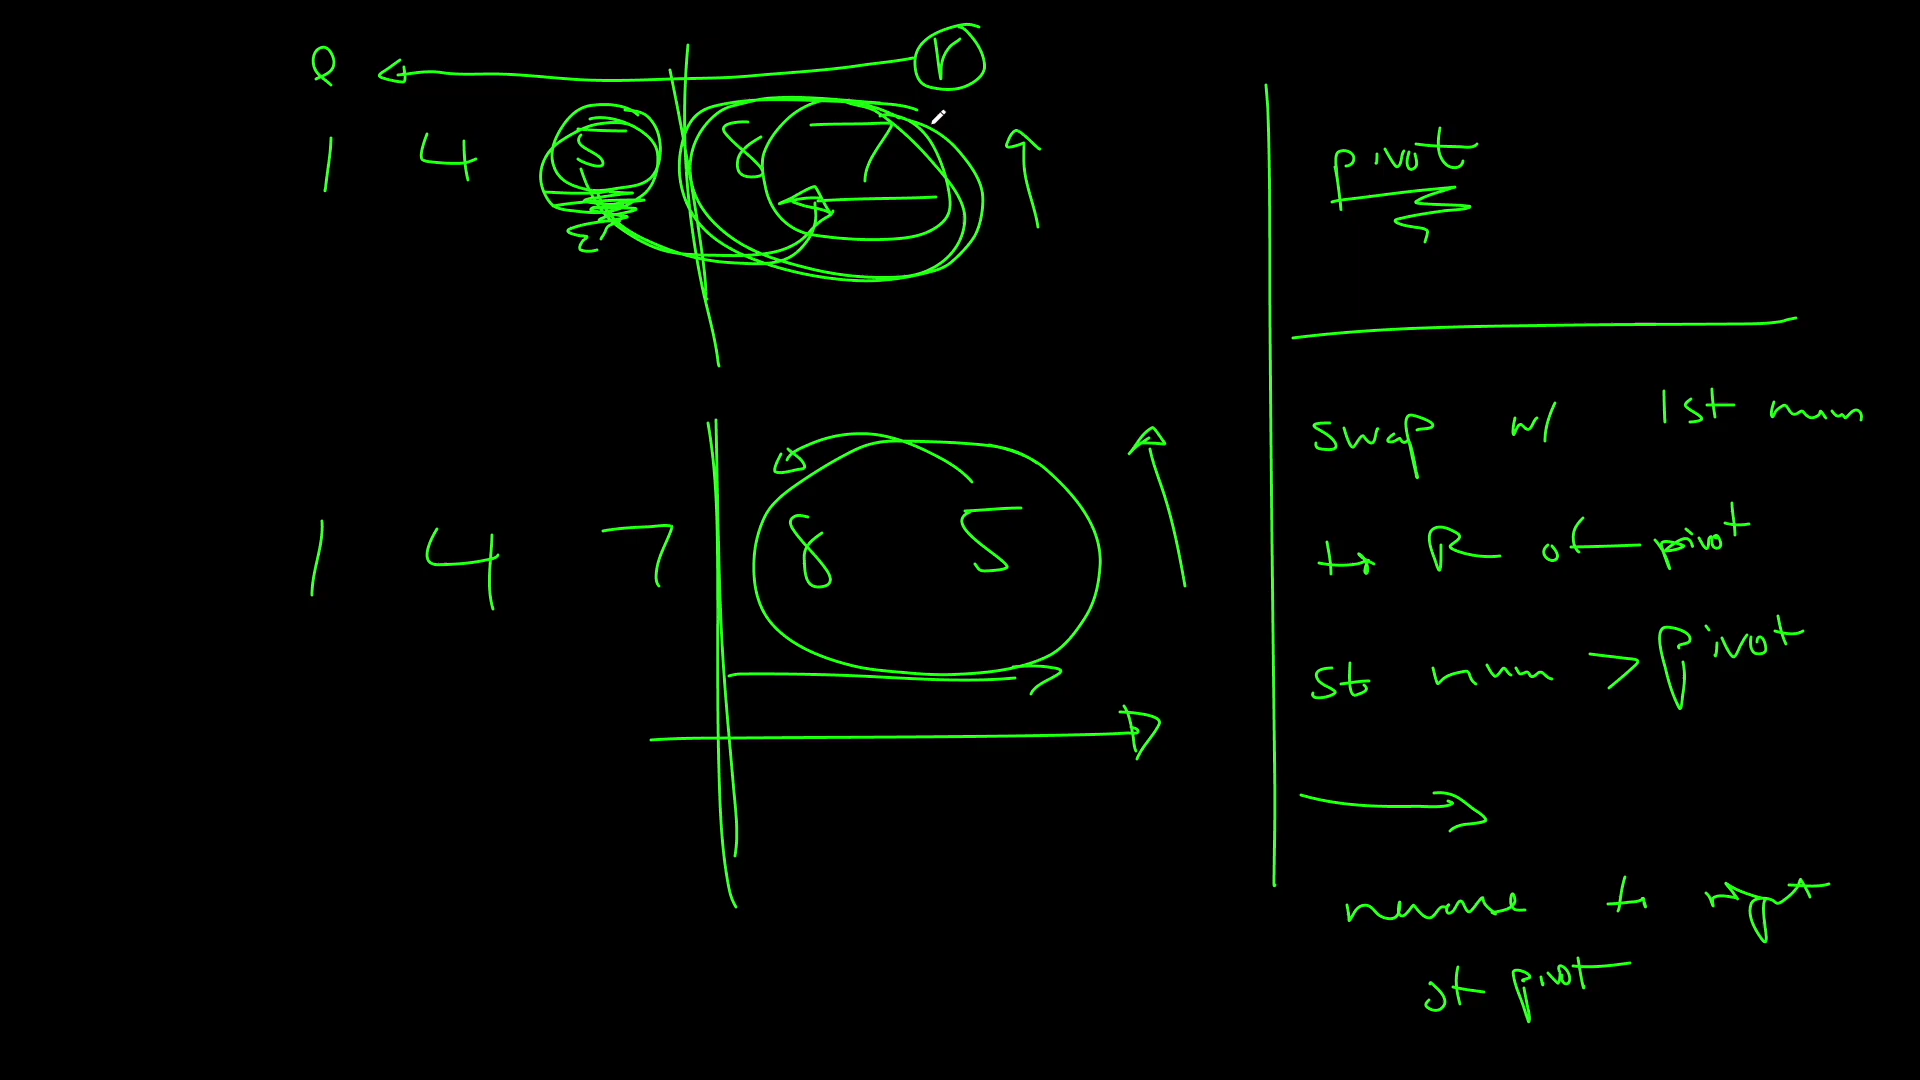 l r
1 4 5 8 7
1 4 7 8 5
pivot
swap w/ 1st num
to R of pivot
st num > pivot
reverse to right
of pivot